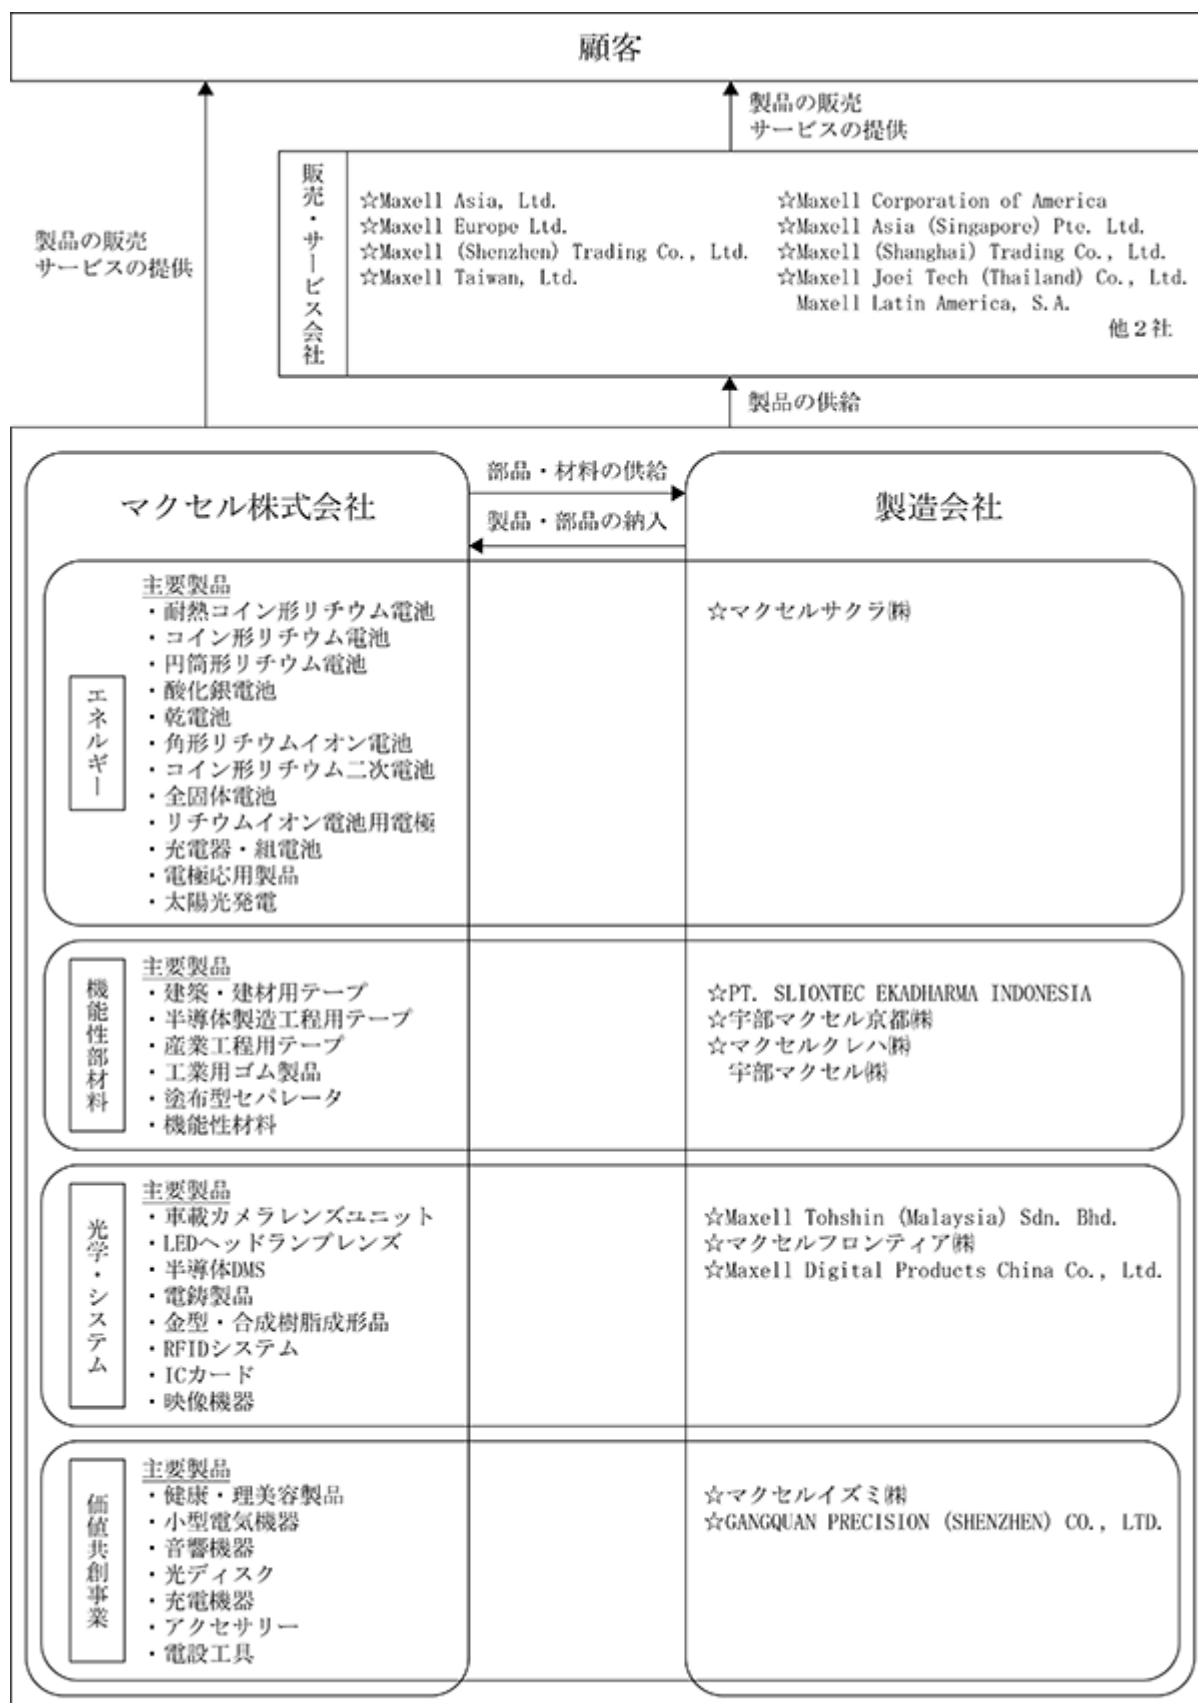 顧客
製品の販売
サービスの提供
製品の販売
サービスの提供
販売・サービス会社
☆Maxell Asia, Ltd.
☆Maxell Europe Ltd.
☆Maxell (Shenzhen) Trading Co., Ltd.
☆Maxell Taiwan, Ltd.
☆Maxell Corporation of America
☆Maxell Asia (Singapore) Pte. Ltd.
☆Maxell (Shanghai) Trading Co., Ltd.
☆Maxell Joei Tech (Thailand) Co., Ltd.
Maxell Latin America, S.A.
他2社
製品の供給
マクセル株式会社
部品・材料の供給
製品・部品の納入
製造会社
エネルギー
主要製品
・耐熱コイン形リチウム電池
・コイン形リチウム電池
・円筒形リチウム電池
・酸化銀電池
・乾電池
・角形リチウムイオン電池
・コイン形リチウム二次電池
・全固体電池
・リチウムイオン電池用電極
・充電器・組電池
・電極応用製品
・太陽光発電
☆マクセルサクラ㈱
機能性部材料
主要製品
・建築・建材用テープ
・半導体製造工程用テープ
・産業工程用テープ
・工業用ゴム製品
・塗布型セパレータ
・機能性材料
☆PT. SLIONTEC EKADHARMA INDONESIA
☆宇部マクセル京都㈱
☆マクセルクレハ㈱
宇部マクセル㈱
光学・システム
主要製品
・車載カメラレンズユニット
・LEDヘッドランプレンズ
・半導体DMS
・電鋳製品
・金型・合成樹脂成形品
・RFIDシステム
・ICカード
・映像機器
☆Maxell Tohshin (Malaysia) Sdn. Bhd.
☆マクセルフロンティア㈱
☆Maxell Digital Products China Co., Ltd.
価値共創事業
主要製品
・健康・理美容製品
・小型電気機器
・音響機器
・光ディスク
・充電機器
・アクセサリー
・電設工具
☆マクセルイズミ㈱
☆GANGQUAN PRECISION (SHENZHEN) CO., LTD.